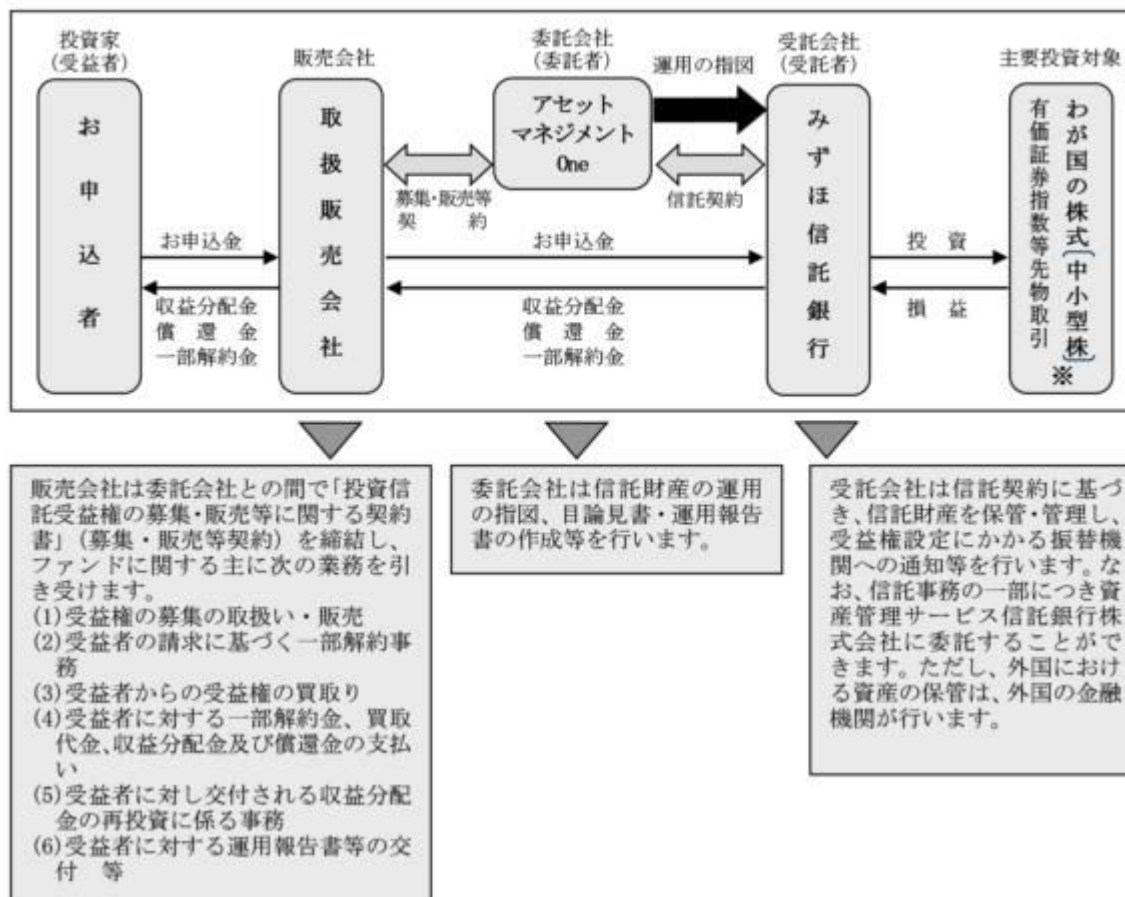 投資家
(受益者)
お申込者
販売会社
取扱販売会社
委託会社
(委託者)
アセット
マネジメント
One
運用の指図
受託会社
(受託者)
みずほ信託銀行
主要投資対象
わが国の株式[中小型株]※
有価証券指数等先物取引
募集・販売等
契 約
信託契約
お申込金
お申込金
投 資
収益分配金
償 還 金
一部解約金
収益分配金
償 還 金
一部解約金
損 益
販売会社は委託会社との間で「投資信
託受益権の募集・販売等に関する契約
書」(募集・販売等契約)を締結し、
ファンドに関する主に次の業務を引
き受けます。
(1)受益権の募集の取扱い・販売
(2)受益者の請求に基づく一部解約事
務
(3)受益者からの受益権の買取り
(4)受益者に対する一部解約金、買取
代金、収益分配金及び償還金の支払
い
(5)受益者に対し交付される収益分配
金の再投資に係る事務
(6)受益者に対する運用報告書等の交
付 等
委託会社は信託財産の運用
の指図、目論見書・運用報告
書の作成等を行います。
受託会社は信託契約に基づ
き、信託財産を保管・管理し、
受益権設定にかかる振替機
関への通知等を行います。な
お、信託事務の一部につき資
産管理サービス信託銀行株
式会社に委託することがで
きます。ただし、外国におけ
る資産の保管は、外国の金融
機関が行います。